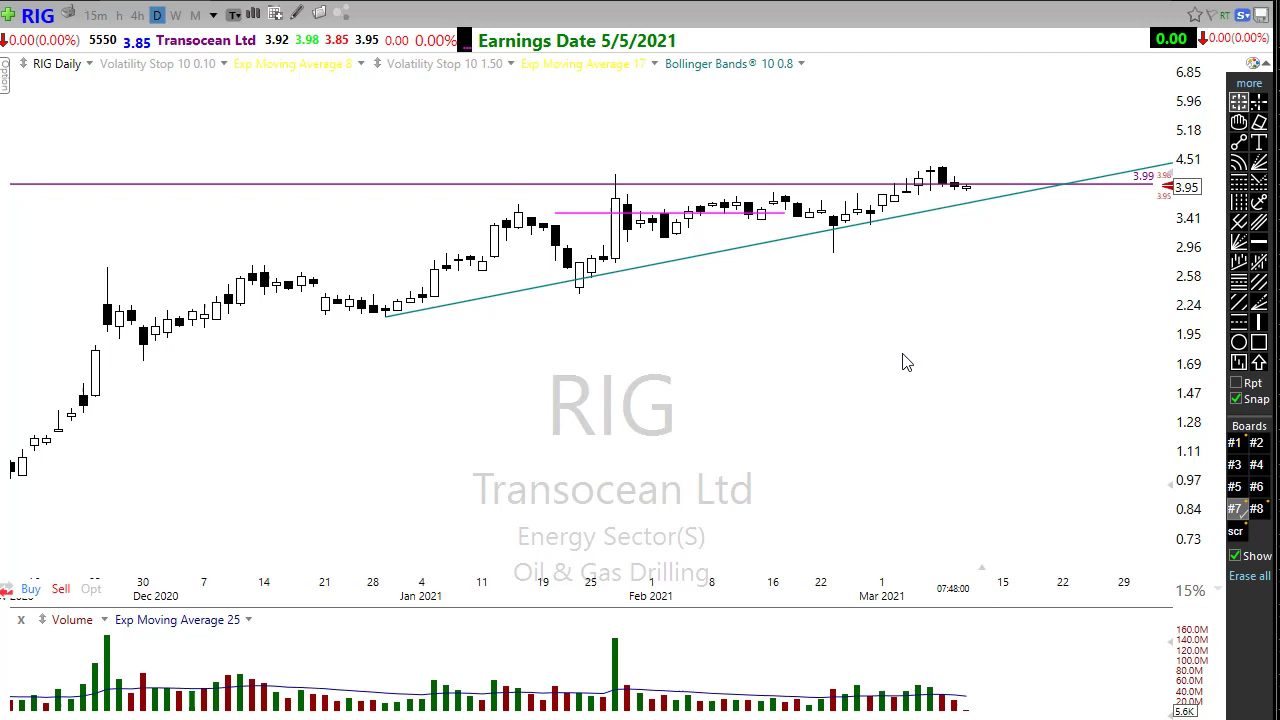 RIG 15m h 4h D W M T RT S
0.00(0.00%) 5550 3.85 Transocean Ltd 3.92 3.98 3.85 3.95 0.00 0.00% Earnings Date 5/5/2021 0.00 0.00(0.00%)
Option
RIG Daily Volatility Stop 10 0.10 Exp Moving Average 8 Volatility Stop 10 1.50 Exp Moving Average 17 Bollinger Bands® 10 0.8
6.85
5.96
5.18
4.51
3.99 3.98
3.95
3.95
3.41
2.96
2.58
2.24
1.95
1.69
1.47
1.28
1.11
0.97
0.84
0.73
more
Rpt
Snap
Boards
#1 #2
#3 #4
#5 #6
#7 #8
scr
Show
Erase all
RIG
Transocean Ltd
Energy Sector(S)
Oil & Gas Drilling
Buy Sell Opt
30 7 14 21 28 4 11 19 25 1 8 16 22 1 07:48:00 15 22 29
Dec 2020 Jan 2021 Feb 2021 Mar 2021
15%
X Volume Exp Moving Average 25
160.0M
140.0M
120.0M
100.0M
80.0M
60.0M
40.0M
20.0M
5.6K